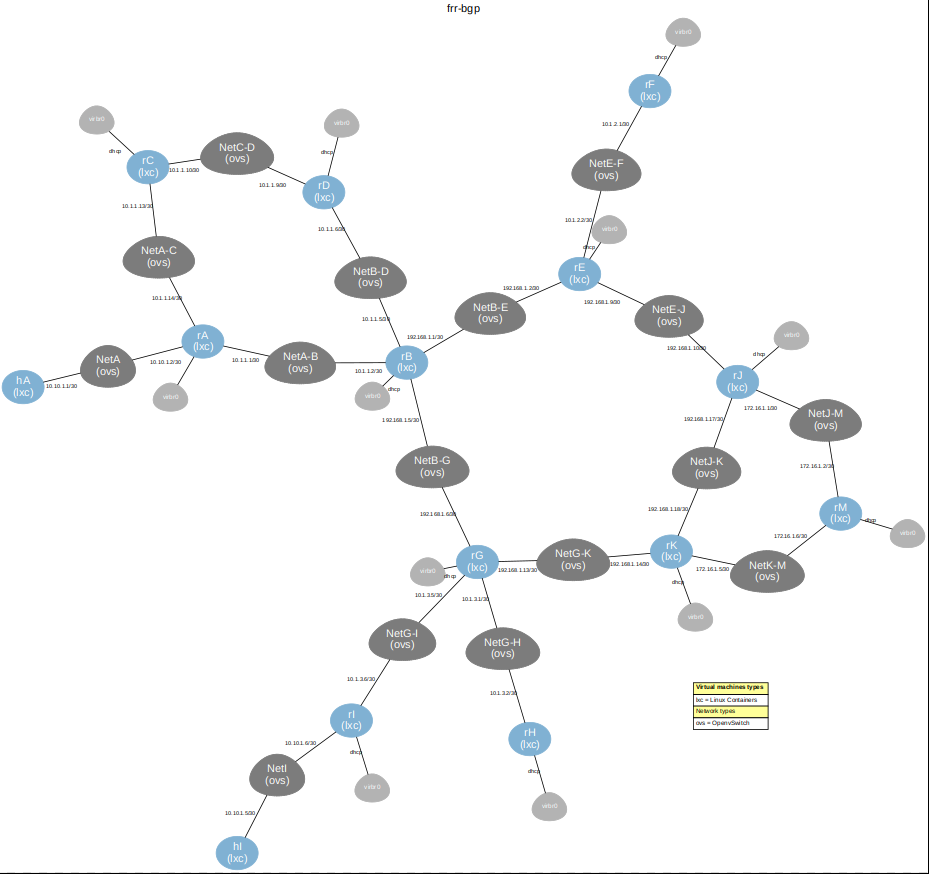 frr-bgp
virbr0
dhcp
rF
(lxc)
10.1.2.1/30
NetE-F
(ovs)
10.1.2.2/30
virbr0
dhcp
rE
(lxc)
virbr0
dhcp
rC
(lxc)
10.1.1.10/30
NetC-D
(ovs)
10.1.1.9/30
virbr0
dhcp
rD
(lxc)
10.1.1.13/30
10.1.1.6/30
NetA-C
(ovs)
NetB-D
(ovs)
10.1.1.14/30
10.1.1.5/30
192.168.1.2/30
NetB-E
(ovs)
192.168.1.1/30
192.168.1.9/30
NetE-J
(ovs)
192.168.1.10/30
virbr0
dhcp
rJ
(lxc)
hA
(lxc)
10.10.1.1/30
NetA
(ovs)
10.10.1.2/30
rA
(lxc)
virbr0
10.1.1.1/30
NetA-B
(ovs)
10.1.1.2/30
rB
(lxc)
dhcp
virbr0
192.168.1.5/30
NetB-G
(ovs)
192.168.1.6/30
172.16.1.1/30
NetJ-M
(ovs)
172.16.1.2/30
192.168.1.17/30
NetJ-K
(ovs)
192.168.1.18/30
rM
(lxc)
dhcp
virbr0
172.16.1.6/30
NetK-M
(ovs)
172.16.1.5/30
rK
(lxc)
dhcp
virbr0
192.168.1.14/30
NetG-K
(ovs)
192.168.1.13/30
rG
(lxc)
dhcp
virbr0
10.1.3.5/30
10.1.3.1/30
NetG-I
(ovs)
NetG-H
(ovs)
10.1.3.6/30
10.1.3.2/30
rI
(lxc)
dhcp
virbr0
rH
(lxc)
dhcp
virbr0
10.10.1.6/30
NetI
(ovs)
10.10.1.5/30
hI
(lxc)
Virtual machines types
lxc = Linux Containers
Network types
ovs = OpenvSwitch